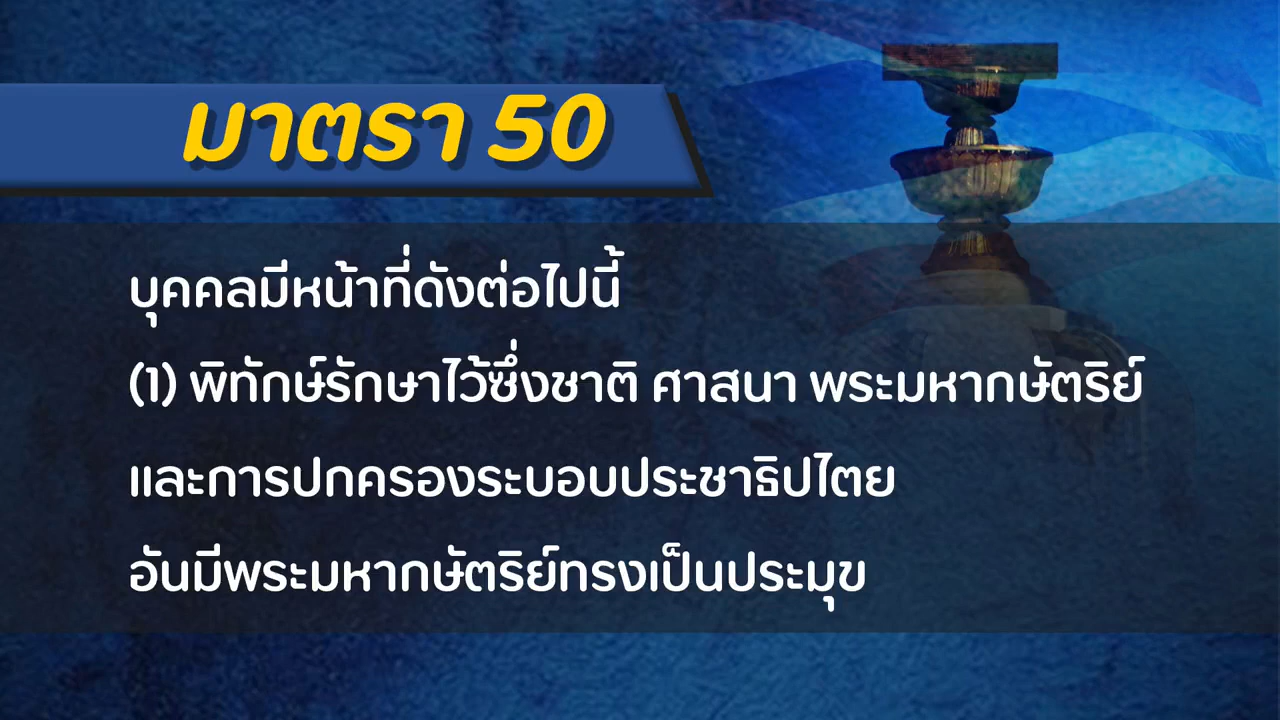 มาตรา 50
บุคคลมีหน้าที่ดังต่อไปนี้
(1) พิทักษ์รักษาไว้ซึ่งชาติ ศาสนา พระมหากษัตริย์
และการปกครองระบอบประชาธิปไตย
อันมีพระมหากษัตริย์ทรงเป็นประมุข